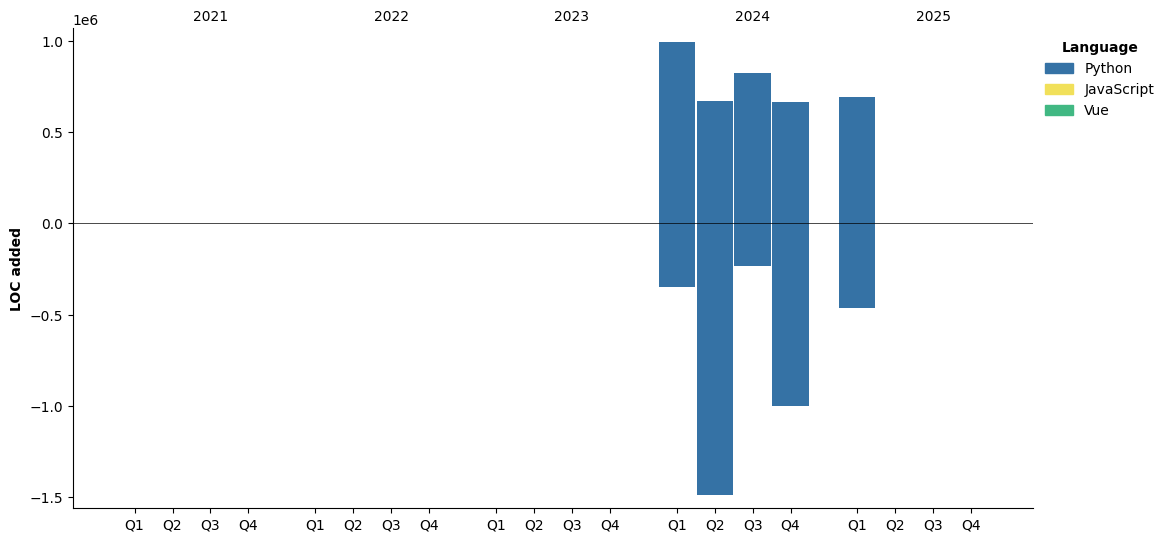 2021 2022 2023 2024 2025
1e6
1.0
0.5
0.0
−0.5
−1.0
−1.5
LOC added
Q1 Q2 Q3 Q4 Q1 Q2 Q3 Q4 Q1 Q2 Q3 Q4 Q1 Q2 Q3 Q4 Q1 Q2 Q3 Q4
Language
Python
JavaScript
Vue